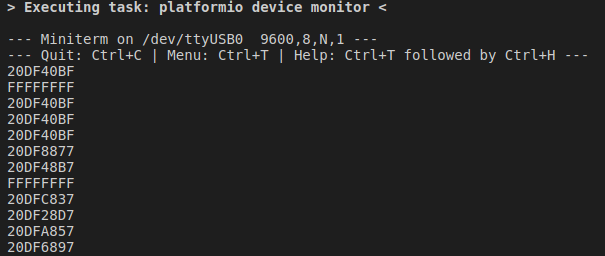 > Executing task: platformio device monitor <
--- Miniterm on /dev/ttyUSB0  9600,8,N,1 ---
--- Quit: Ctrl+C | Menu: Ctrl+T | Help: Ctrl+T followed by Ctrl+H ---
20DF40BF
FFFFFFFF
20DF40BF
20DF40BF
20DF40BF
20DF8877
20DF48B7
FFFFFFFF
20DFC837
20DF28D7
20DFA857
20DF6897